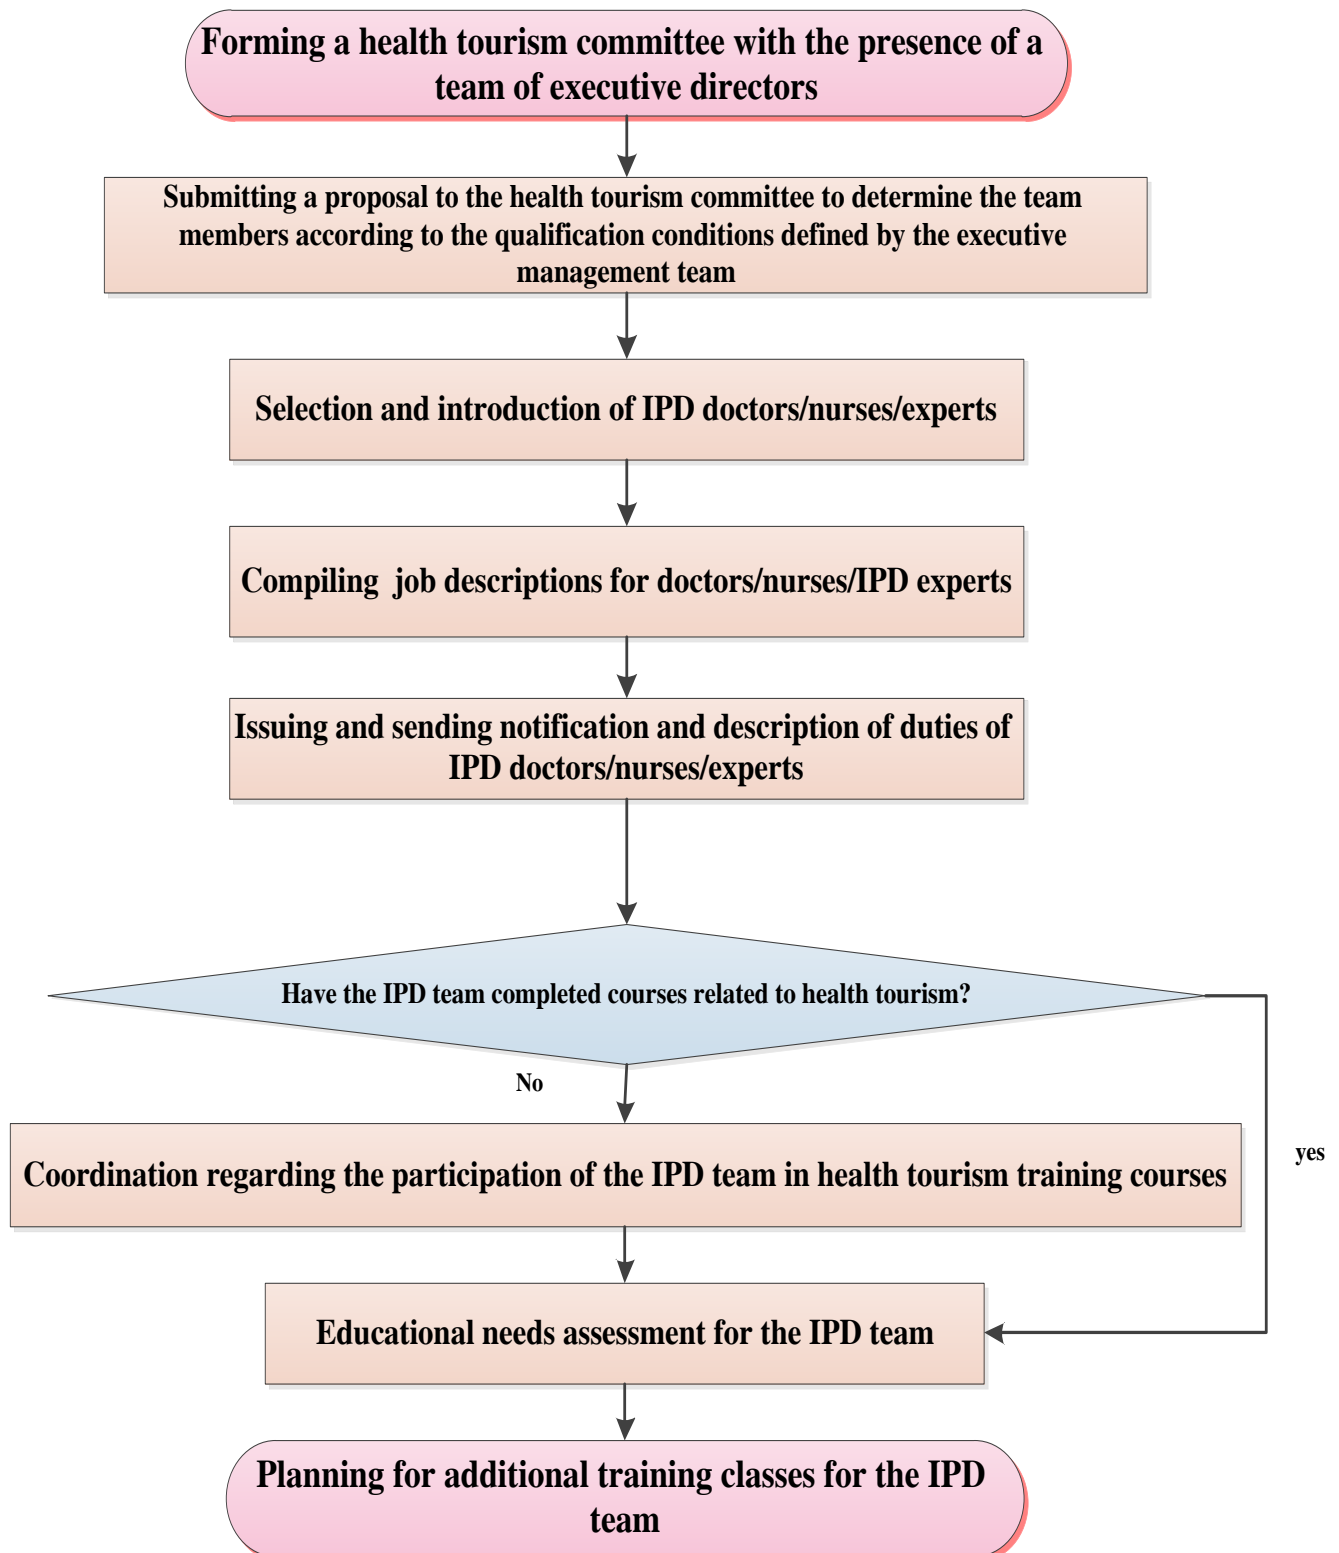 Forming a health tourism committee with the presence of a
team of executive directors
Submitting a proposal to the health tourism committee to determine the team
members according to the qualification conditions defined by the executive
management team
Selection and introduction of IPD doctors/nurses/experts
Compiling  job descriptions for doctors/nurses/IPD experts
Issuing and sending notification and description of duties of
IPD doctors/nurses/experts
Have the IPD team completed courses related to health tourism?
No
Coordination regarding the participation of the IPD team in health tourism training courses
yes
Educational needs assessment for the IPD team
Planning for additional training classes for the IPD
team